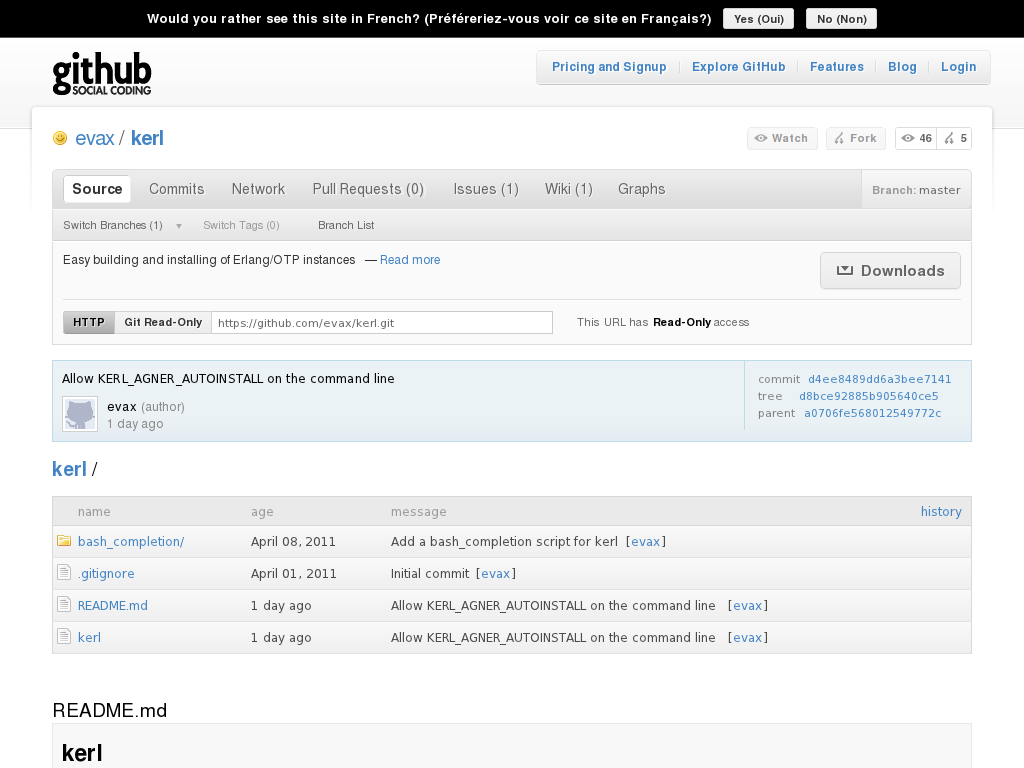 Would you rather see this site in French? (Préféreriez-vous voir ce site en Français?) Yes (Oui) No (Non)
github
SOCIAL CODING
Pricing and Signup Explore GitHub Features Blog Login
evax / kerl
Watch Fork 46 5
Source Commits Network Pull Requests (0) Issues (1) Wiki (1) Graphs Branch: master
Switch Branches (1) Switch Tags (0) Branch List
Easy building and installing of Erlang/OTP instances — Read more
Downloads
HTTP Git Read-Only https://github.com/evax/kerl.git This URL has Read-Only access
Allow KERL_AGNER_AUTOINSTALL on the command line
evax (author)
1 day ago
commit d4ee8489dd6a3bee7141
tree d8bce92885b905640ce5
parent a0706fe568012549772c
kerl /
name age message history
bash_completion/ April 08, 2011 Add a bash_completion script for kerl [evax]
.gitignore April 01, 2011 Initial commit [evax]
README.md 1 day ago Allow KERL_AGNER_AUTOINSTALL on the command line [evax]
kerl 1 day ago Allow KERL_AGNER_AUTOINSTALL on the command line [evax]
README.md
kerl